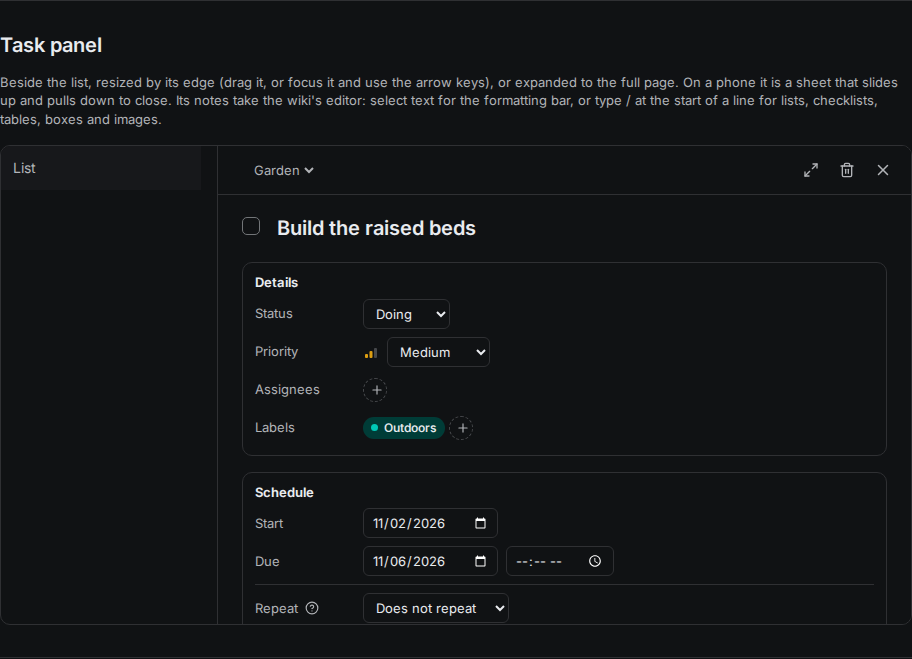 Task panel
Beside the list, resized by its edge (drag it, or focus it and use the arrow keys), or expanded to the full page. On a phone it is a sheet that slides
up and pulls down to close. Its notes take the wiki's editor: select text for the formatting bar, or type / at the start of a line for lists, checklists,
tables, boxes and images.
List
Garden
Build the raised beds
Details
Status Doing
Priority Medium
Assignees +
Labels Outdoors +
Schedule
Start 11/02/2026
Due 11/06/2026 --:-- --
Repeat ? Does not repeat